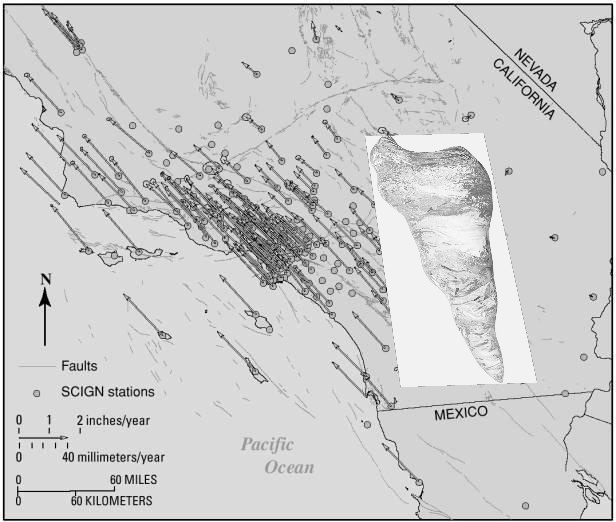 NEVADA
CALIFORNIA
N
Faults
SCIGN stations
0 1 2 inches/year
0 40 millimeters/year
0 60 MILES
0 60 KILOMETERS
Pacific
Ocean
MEXICO